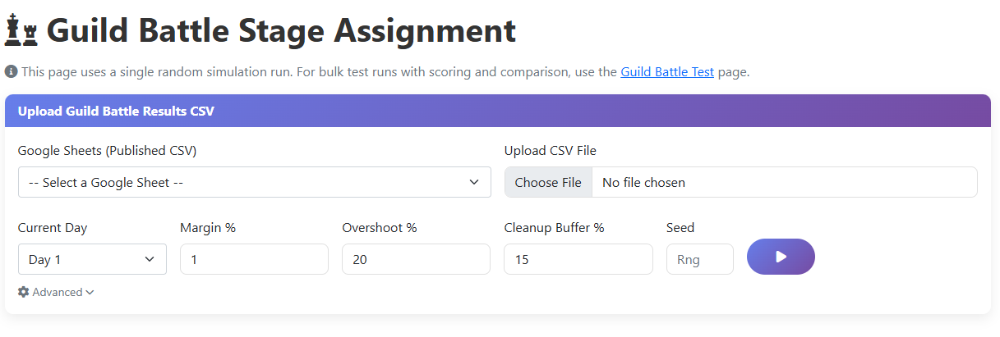 Guild Battle Stage Assignment
This page uses a single random simulation run. For bulk test runs with scoring and comparison, use the Guild Battle Test page.
Upload Guild Battle Results CSV
Google Sheets (Published CSV)
Upload CSV File
-- Select a Google Sheet --
Choose File
No file chosen
Current Day
Margin %
Overshoot %
Cleanup Buffer %
Seed
Day 1
1
20
15
Rng
Advanced